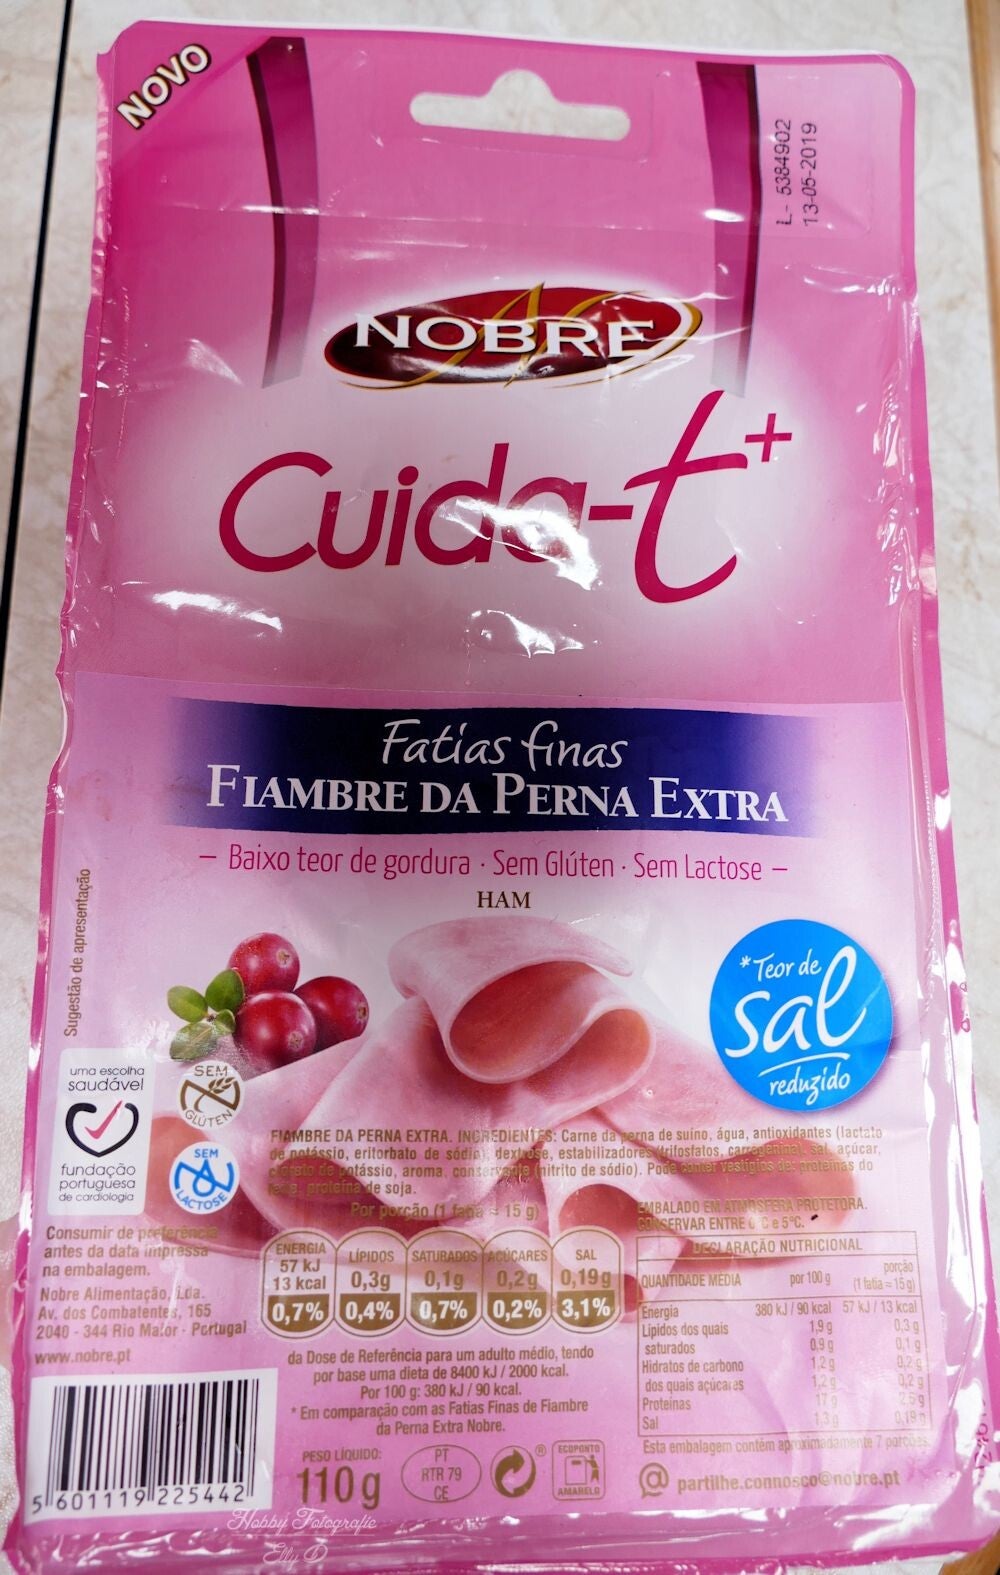 NOVO
L- 5384902
13-05-2019
NOBRE
Cuida-t+
Fatias finas
FIAMBRE DA PERNA EXTRA
– Baixo teor de gordura · Sem Glúten · Sem Lactose –
HAM
Sugestão de apresentação
*Teor de
sal
reduzido
uma escolha
saudável
fundação
portuguesa
de cardiologia
SEM
GLÚTEN
SEM
LACTOSE
FIAMBRE DA PERNA EXTRA. INGREDIENTES: Carne da perna de suíno, água, antioxidantes (lactato
de potássio, eritorbato de sódio), dextrose, estabilizadores (trifosfatos, carragenina), sal, açúcar,
cloreto de potássio, aroma, conservante (nitrito de sódio). Pode conter vestígios de: proteínas do
leite, proteína de soja.
Por porção (1 fatia = 15 g)
ENERGIA
57 kJ
13 kcal
0,7%
LÍPIDOS
0,3g
0,4%
SATURADOS
0,1g
0,7%
AÇÚCARES
0,2g
0,2%
SAL
0,19g
3,1%
da Dose de Referência para um adulto médio, tendo
por base uma dieta de 8400 kJ / 2000 kcal.
Por 100 g: 380 kJ / 90 kcal.
* Em comparação com as Fatias Finas de Fiambre
da Perna Extra Nobre.
EMBALADO EM ATMOSFERA PROTETORA.
CONSERVAR ENTRE 0°C e 5°C.
DECLARAÇÃO NUTRICIONAL
QUANTIDADE MÉDIA por 100 g porção (1 fatia = 15 g)
Energia 380 kJ / 90 kcal 57 kJ / 13 kcal
Lípidos dos quais 1,9 g 0,3 g
saturados 0,9 g 0,1 g
Hidratos de carbono 1,2 g 0,2 g
dos quais açúcares 1,2 g 0,2 g
Proteínas 17 g 2,5 g
Sal 1,3 g 0,19 g
Esta embalagem contém aproximadamente 7 porções.
@ partilhe.connosco@nobre.pt
Consumir de preferência
antes da data impressa
na embalagem.
Nobre Alimentação, Lda.
Av. dos Combatentes, 165
2040 - 344 Rio Maior - Portugal
www.nobre.pt
5 601119 225442
PESO LÍQUIDO:
110 g
PT
RTR 79
CE
®
ECOPONTO
AMARELO
Hobby Fotografie
Elly D